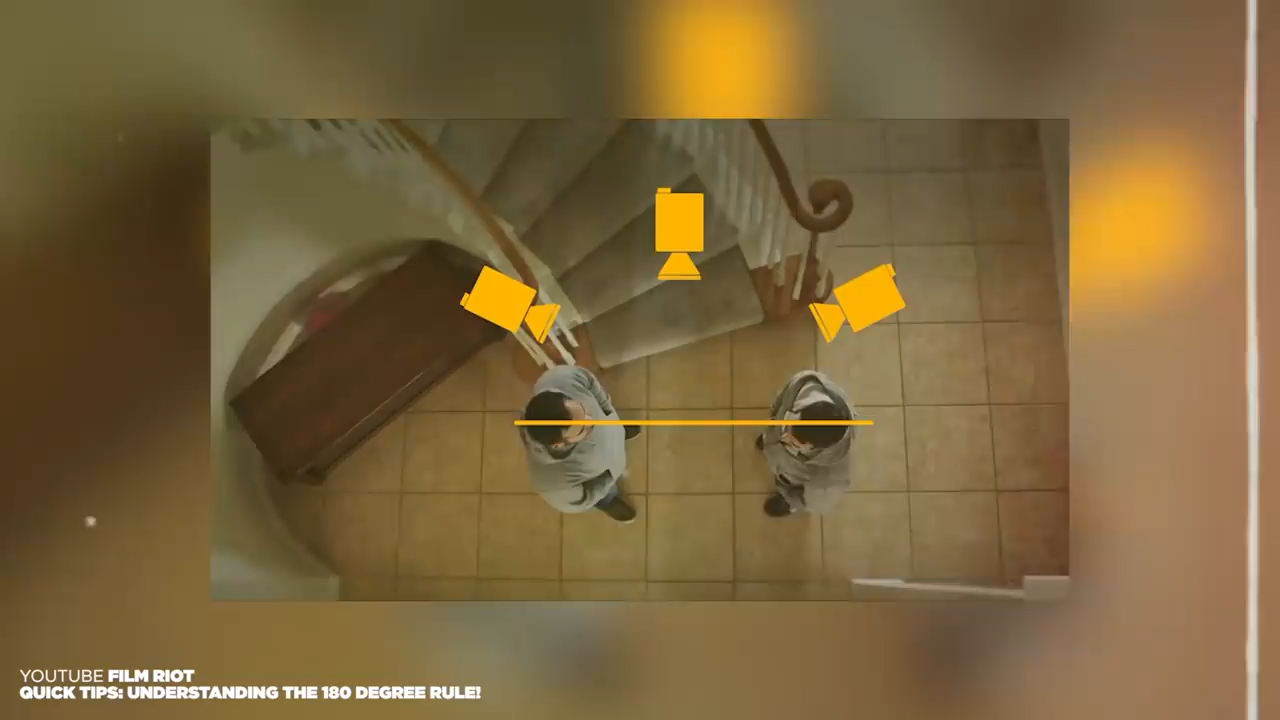 YOUTUBE FILM RIOT
QUICK TIPS: UNDERSTANDING THE 180 DEGREE RULE!